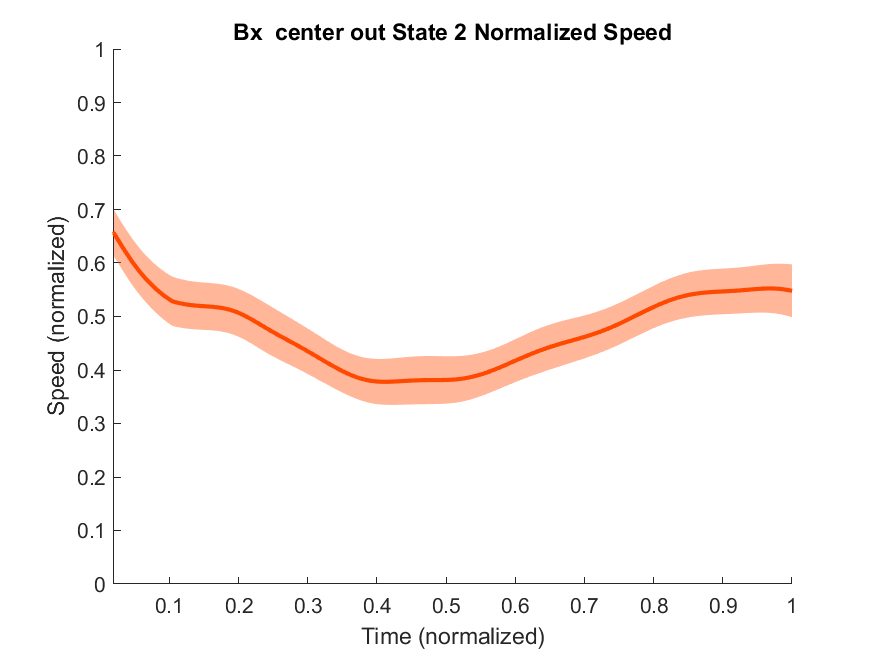 Bx  center out State 2 Normalized Speed
1
0.9
0.8
0.7
0.6
0.5
0.4
0.3
0.2
0.1
0
Speed (normalized)
0.1 0.2 0.3 0.4 0.5 0.6 0.7 0.8 0.9 1
Time (normalized)